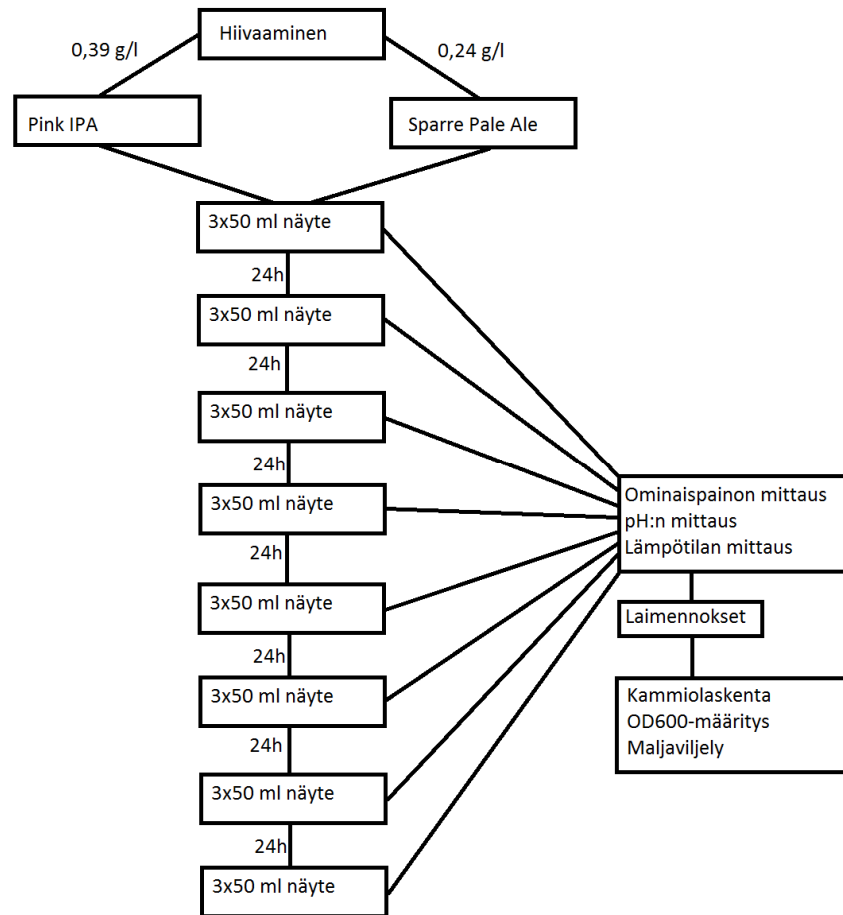 Hiivaaminen
0,39 g/l
0,24 g/l
Pink IPA
Sparre Pale Ale
3x50 ml näyte
24h
3x50 ml näyte
24h
3x50 ml näyte
24h
3x50 ml näyte
24h
3x50 ml näyte
24h
3x50 ml näyte
24h
3x50 ml näyte
24h
3x50 ml näyte
Ominaispainon mittaus
pH:n mittaus
Lämpötilan mittaus
Laimennokset
Kammiolaskenta
OD600-määritys
Maljaviljely